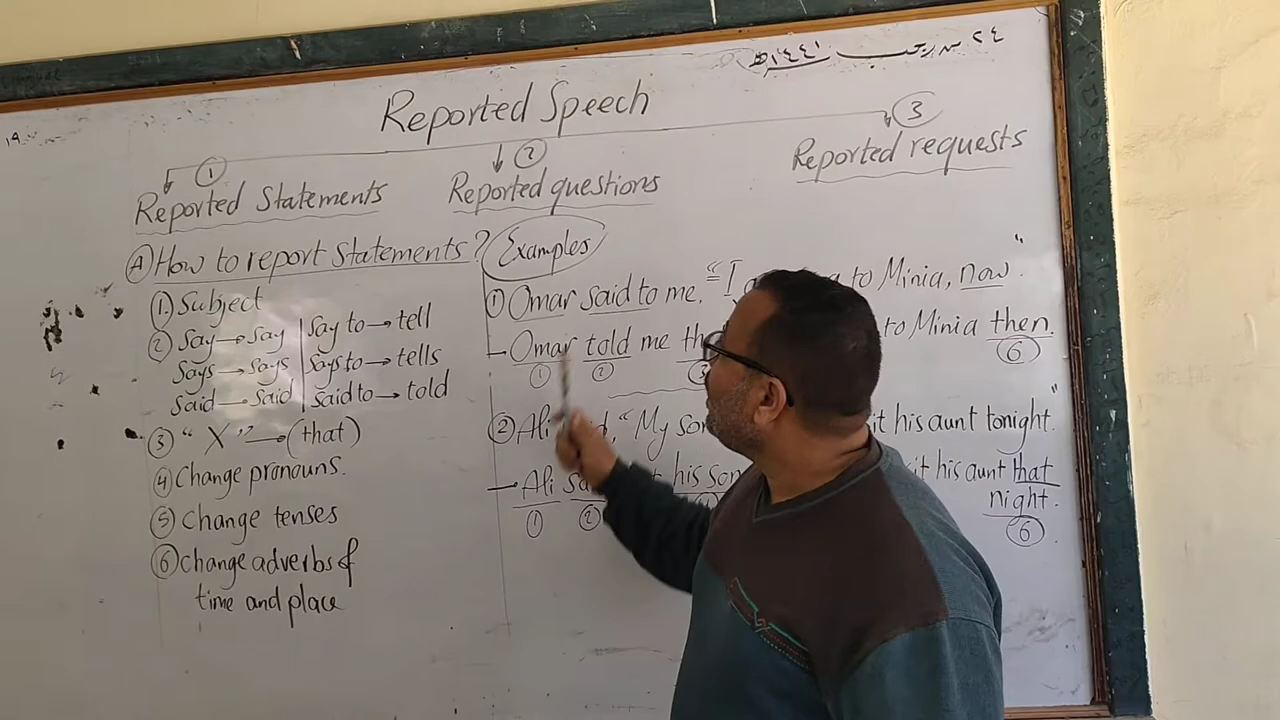 ٢٤ من رجب ١٤٤١هـ
Reported Speech
① ② ③
Reported Statements Reported questions Reported requests
Ⓐ How to report statements? Examples
①. Subject
② Say → Say | Say to → tell
Says → says | says to → tells
said → said | said to → told
③ " X " → (that)
④ Change pronouns.
⑤ Change tenses
⑥ Change adverbs of
time and place
① Omar said to me, "I to Minia, now."
- Omar told me to Minia then.
① ② ③ ⑥
② Ali "My his aunt tonight."
- Ali his son his aunt that
night.
① ② ④ ⑥